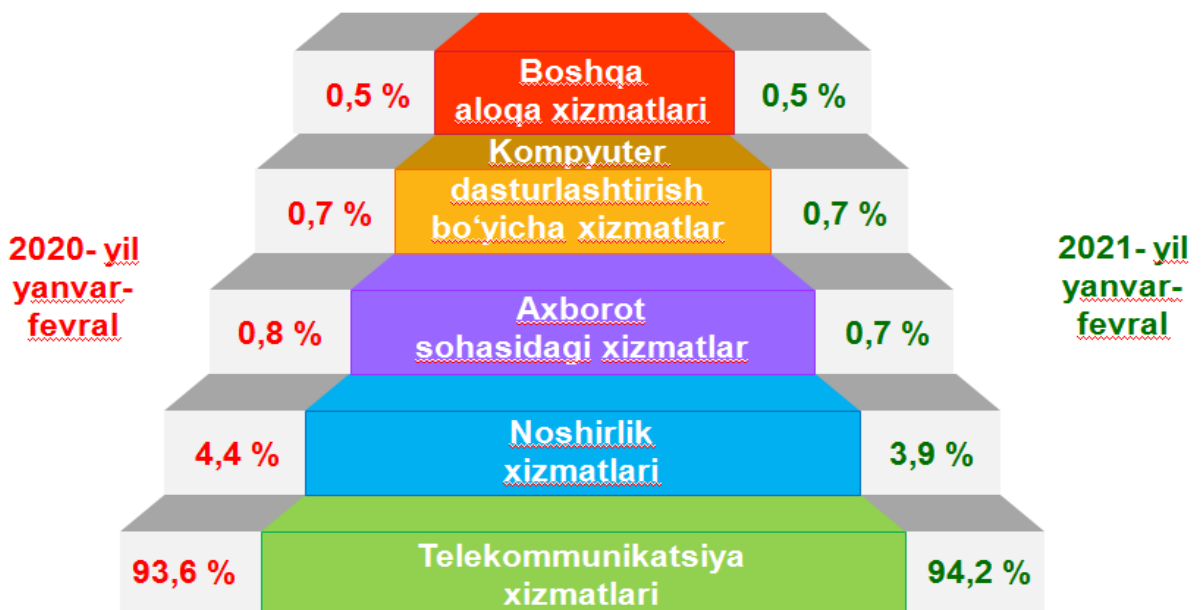 Boshqa
aloqa xizmatlari
0,5 %
0,5 %
Kompyuter
dasturlashtirish
bo‘yicha xizmatlar
0,7 %
0,7 %
2020- yil
yanvar-
fevral
2021- yil
yanvar-
fevral
Axborot
sohasidagi xizmatlar
0,8 %
0,7 %
Noshirlik
xizmatlari
4,4 %
3,9 %
Telekommunikatsiya
xizmatlari
93,6 %
94,2 %